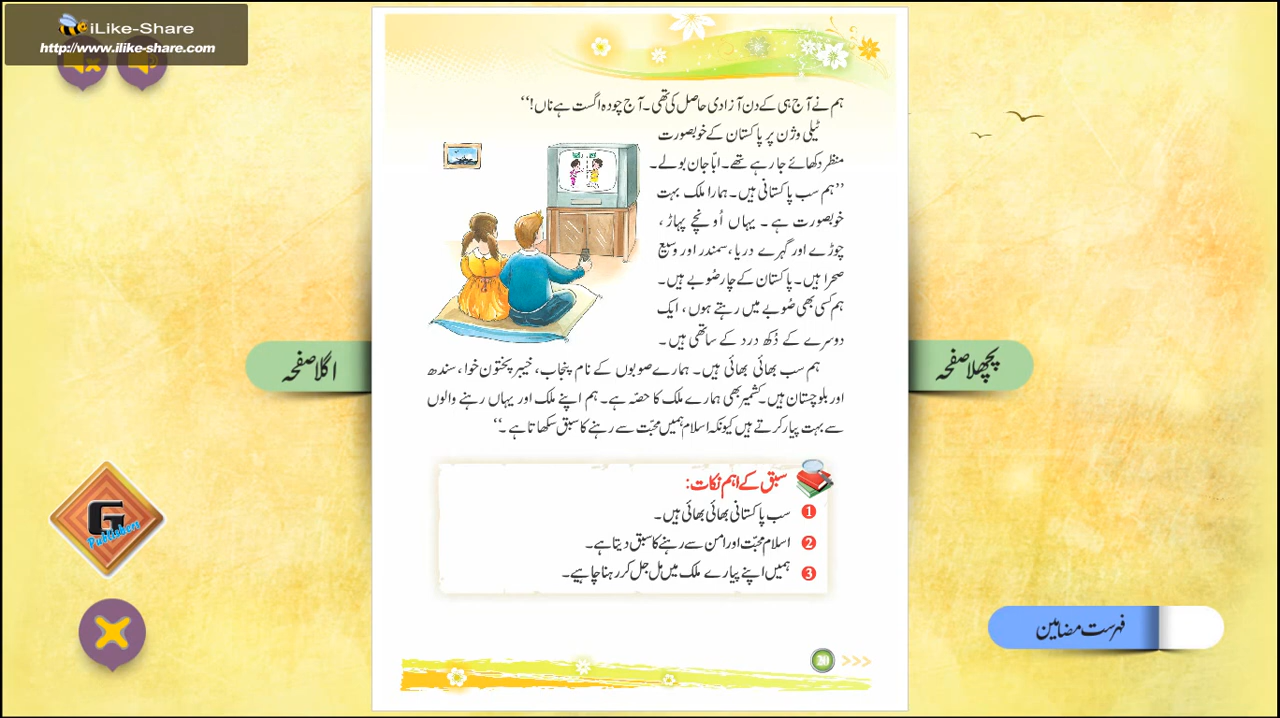 iLike-Share
http://www.ilike-share.com
ہم نے آج ہی کے دن آزادی حاصل کی تھی۔ آج چودہ اگست ہے ناں!‘‘
ٹیلی وژن پر پاکستان کے خوبصورت
منظر دکھائے جا رہے تھے۔ ابّا جان بولے۔
’’ہم سب پاکستانی ہیں۔ ہمارا ملک بہت
خوبصورت ہے۔ یہاں اُونچے پہاڑ،
چوڑے اور گہرے دریا، سمندر اور وسیع
صحرا ہیں۔ پاکستان کے چار صُوبے ہیں۔
ہم کسی بھی صُوبے میں رہتے ہوں، ایک
دوسرے کے دُکھ درد کے ساتھی ہیں۔
ہم سب بھائی بھائی ہیں۔ ہمارے صوبوں کے نام پنجاب، خیبر پختون خوا، سندھ
اور بلوچستان ہیں۔ کشمیر بھی ہمارے ملک کا حصّہ ہے۔ ہم اپنے ملک اور یہاں رہنے والوں
سے بہت پیار کرتے ہیں کیونکہ اسلام ہمیں محبّت سے رہنے کا سبق سکھاتا ہے۔‘‘
سبق کے اہم نکات:
1 سب پاکستانی بھائی بھائی ہیں۔
2 اسلام محبّت اور امن سے رہنے کا سبق دیتا ہے۔
3 ہمیں اپنے پیارے ملک میں مل جل کر رہنا چاہیے۔
20
پچھلا صفحہ
اگلا صفحہ
G Publishers
فہرست مضامین